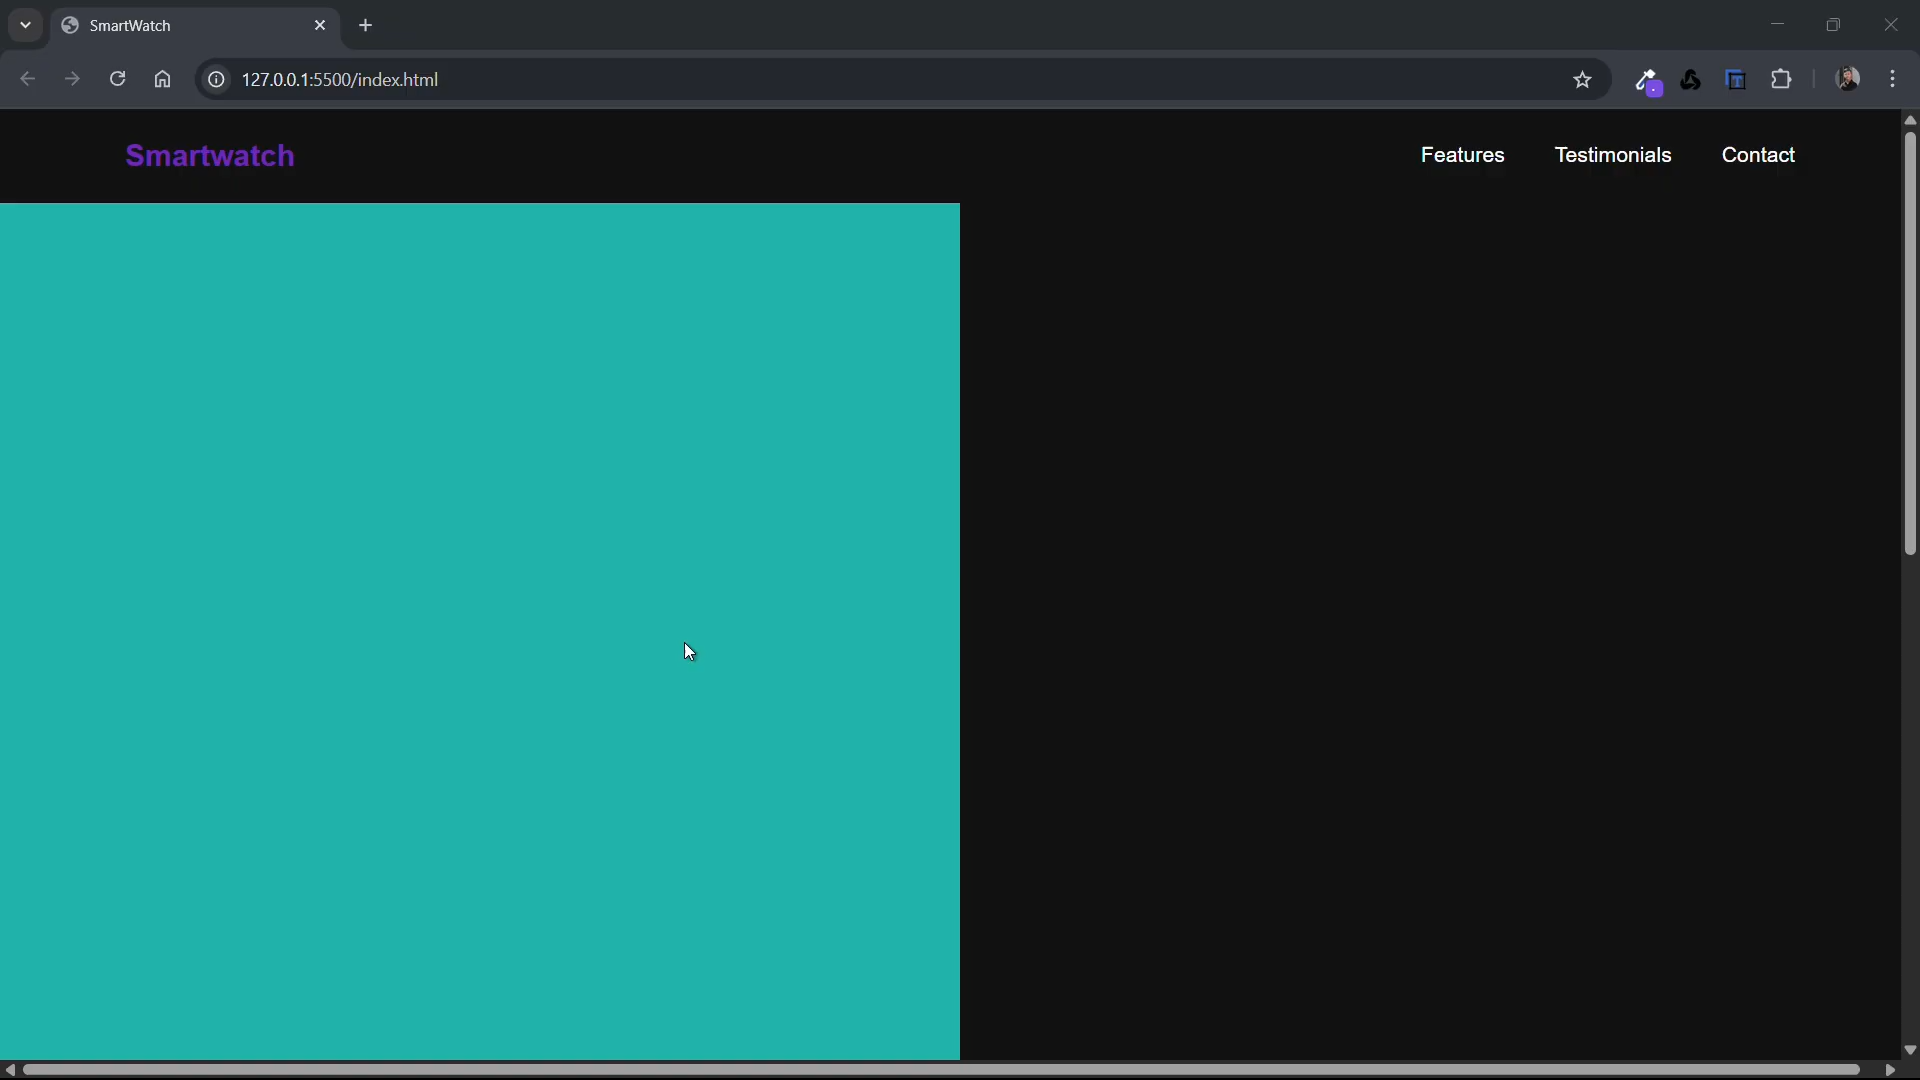 SmartWatch
127.0.0.1:5500/index.html
Smartwatch
Features Testimonials Contact